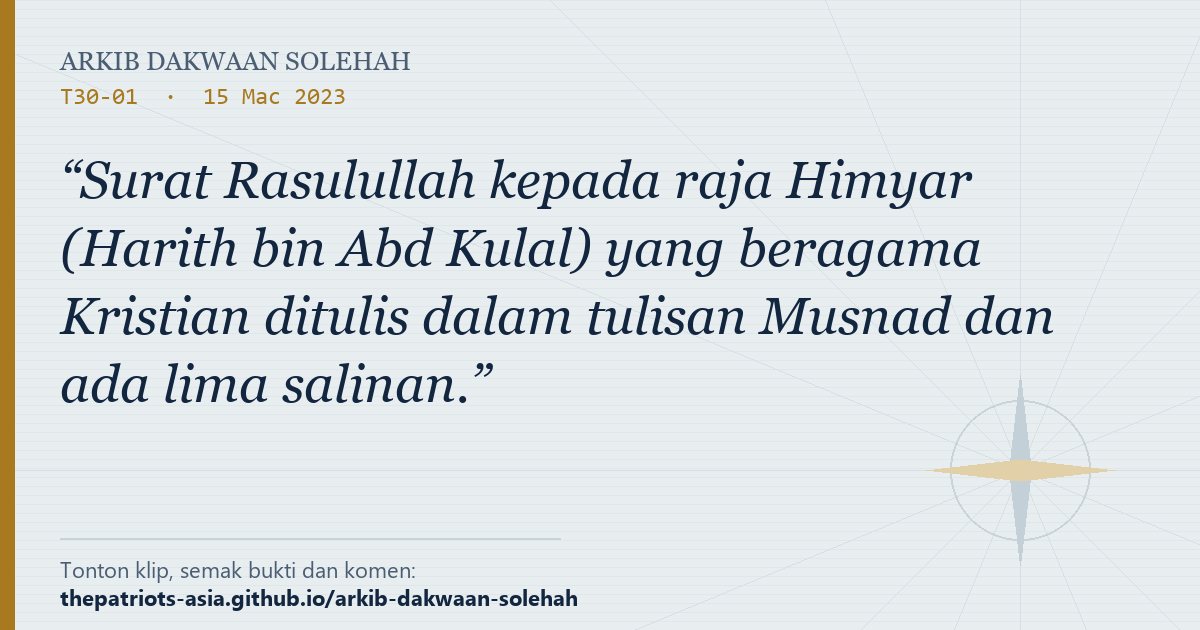 ARKIB DAKWAAN SOLEHAH
T30-01 · 15 Mac 2023
“Surat Rasulullah kepada raja Himyar
(Harith bin Abd Kulal) yang beragama
Kristian ditulis dalam tulisan Musnad dan
ada lima salinan.”
Tonton klip, semak bukti dan komen:
thepatriots-asia.github.io/arkib-dakwaan-solehah